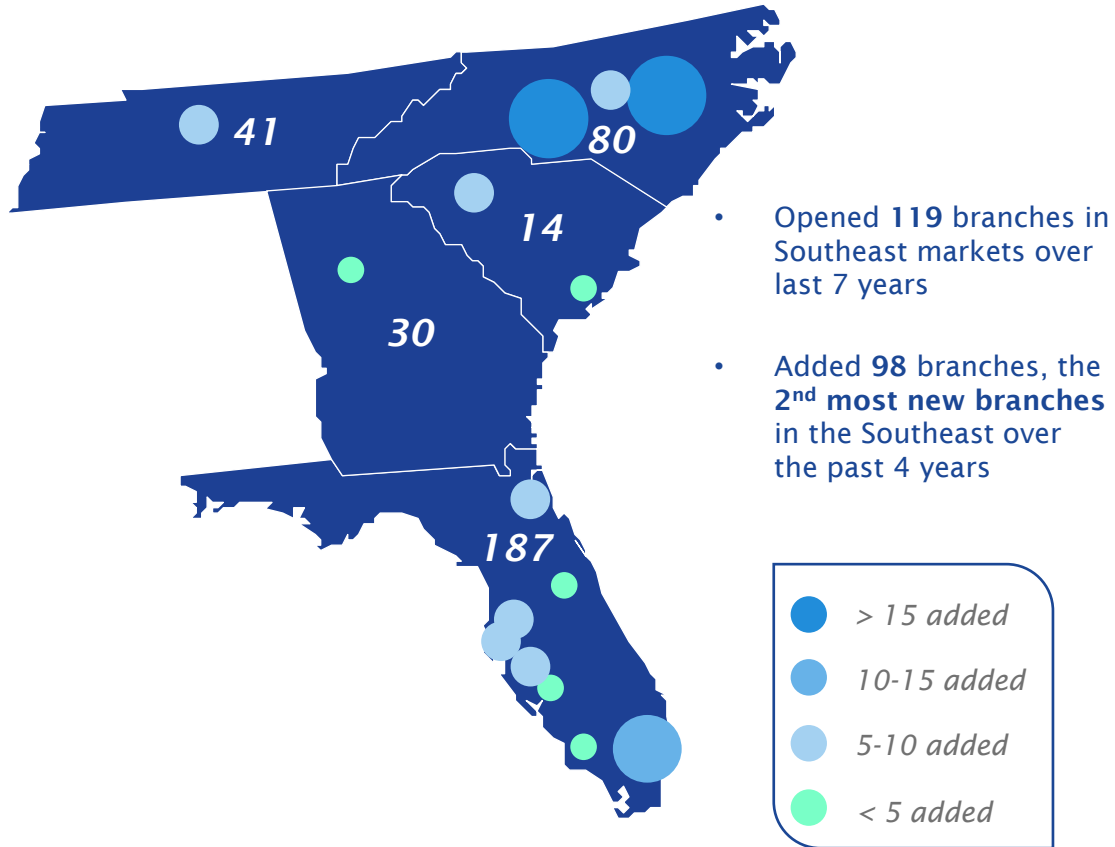 41
80
14
30
187
• Opened 119 branches in
Southeast markets over
last 7 years
• Added 98 branches, the
2nd most new branches
in the Southeast over
the past 4 years
> 15 added
10-15 added
5-10 added
< 5 added